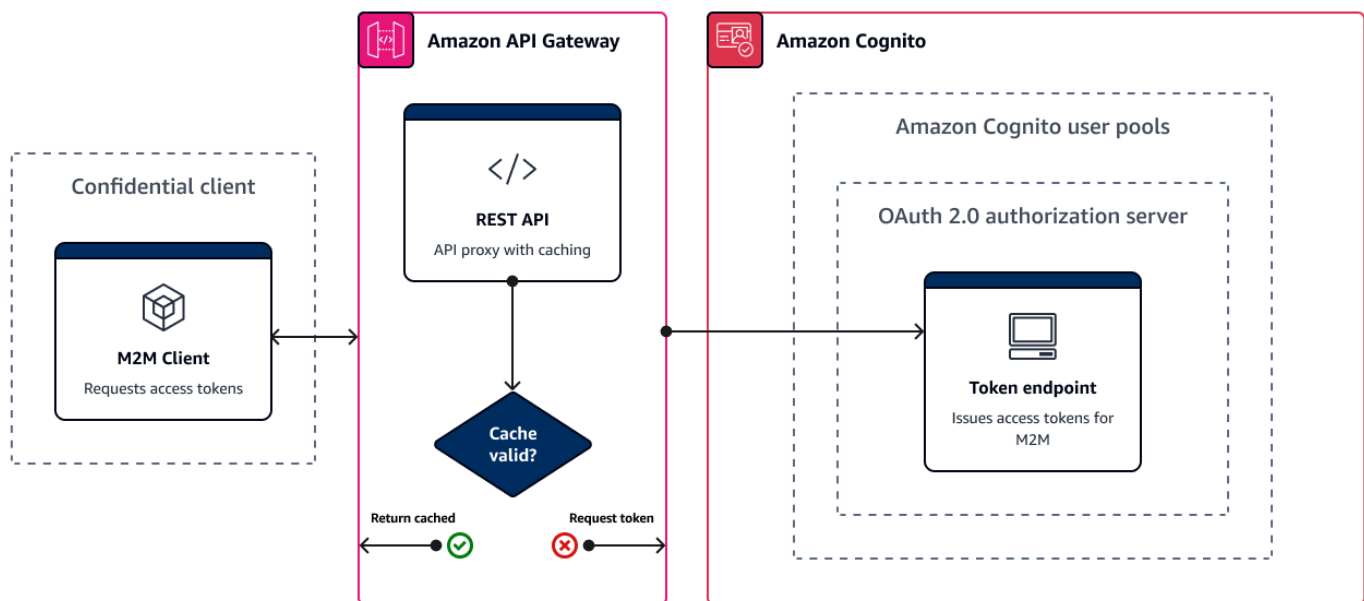 Amazon API Gateway
Amazon Cognito
Amazon Cognito user pools
Confidential client
OAuth 2.0 authorization server
</>
REST API
API proxy with caching
M2M Client
Requests access tokens
Token endpoint
Issues access tokens for
M2M
Cache
valid?
Return cached
Request token